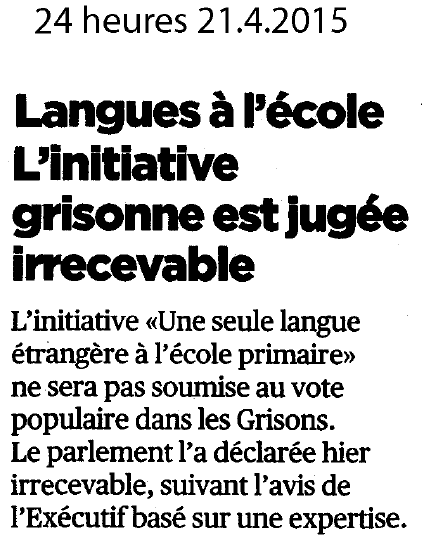 24 heures 21.4.2015
Langues à l'école
L'initiative
grisonne est jugée
irrecevable
L'initiative «Une seule langue
étrangère à l'école primaire»
ne sera pas soumise au vote
populaire dans les Grisons.
Le parlement l'a déclarée hier
irrecevable, suivant l'avis de
l'Exécutif basé sur une expertise.